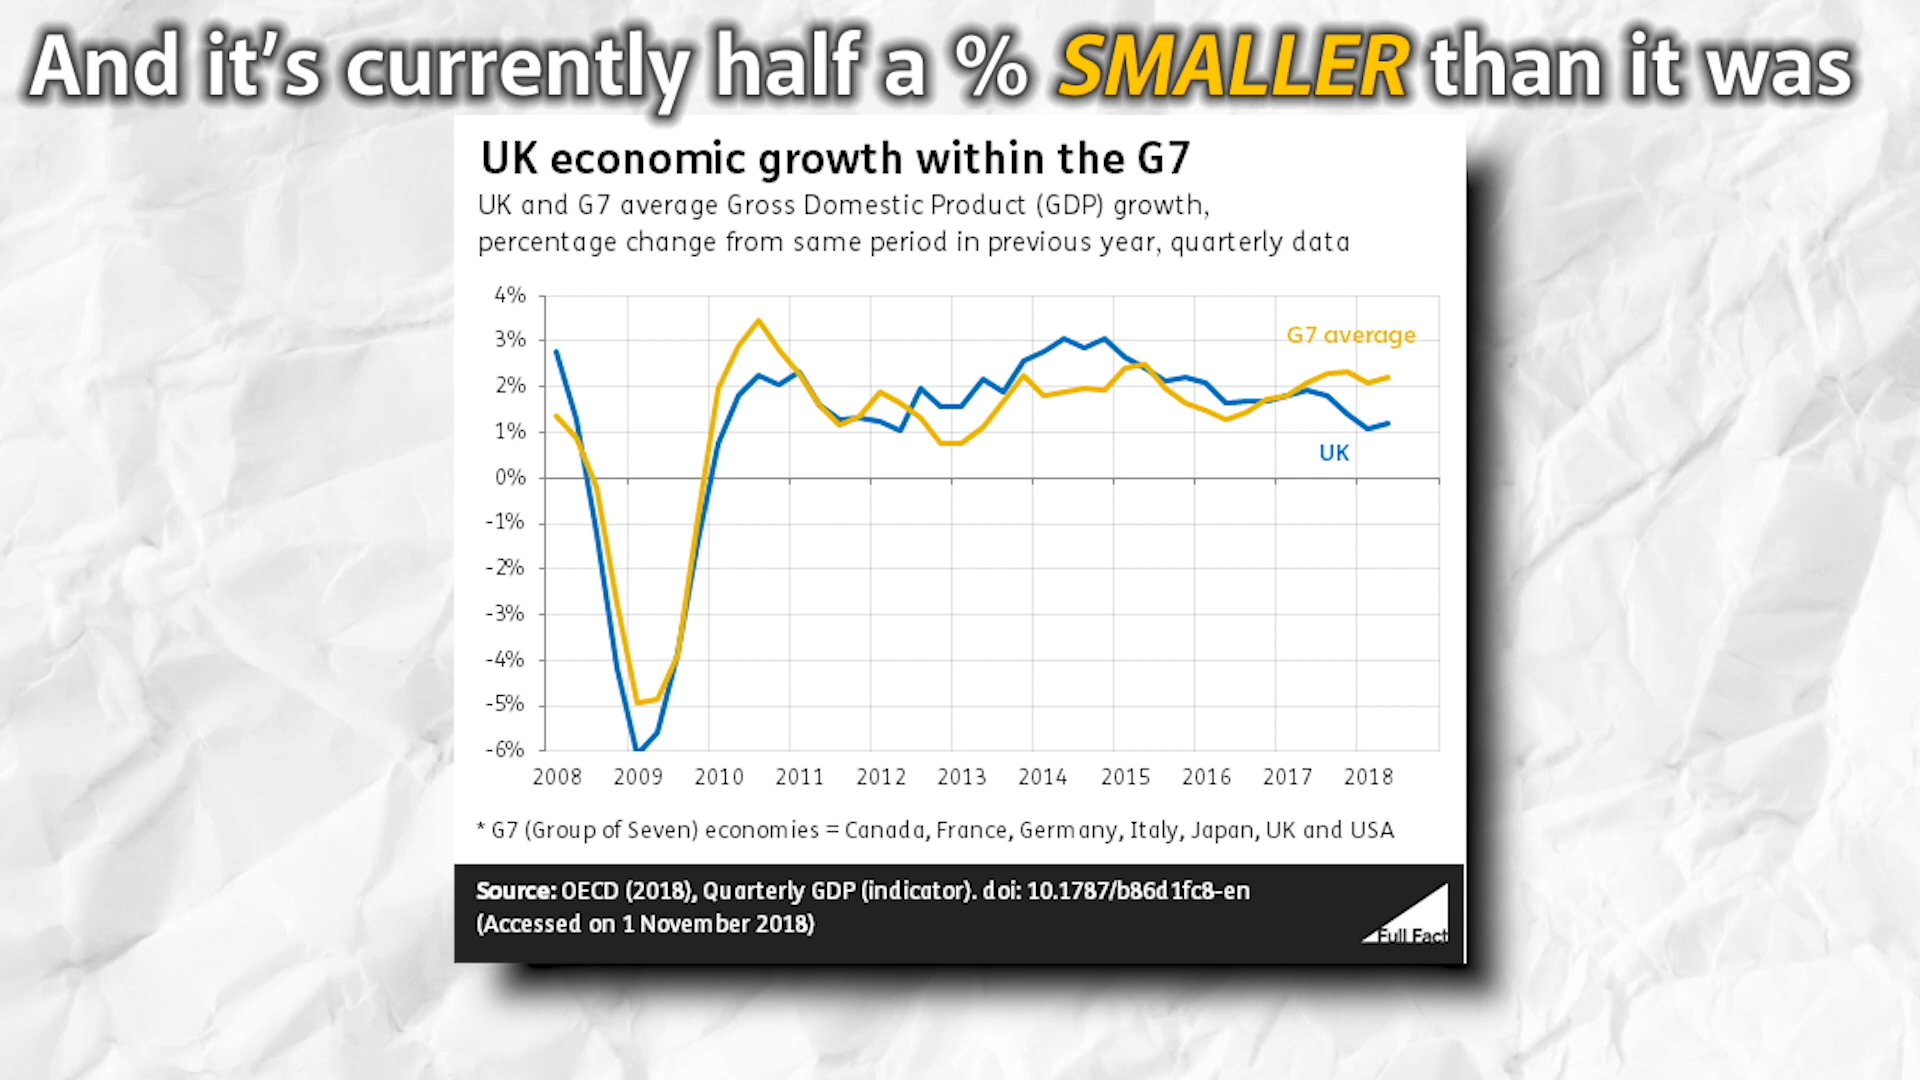 And it's currently half a % SMALLER than it was
UK economic growth within the G7
UK and G7 average Gross Domestic Product (GDP) growth,
percentage change from same period in previous year, quarterly data
4%
3%
2%
1%
0%
-1%
-2%
-3%
-4%
-5%
-6%
G7 average
UK
2008 2009 2010 2011 2012 2013 2014 2015 2016 2017 2018
* G7 (Group of Seven) economies = Canada, France, Germany, Italy, Japan, UK and USA
Source: OECD (2018), Quarterly GDP (indicator). doi: 10.1787/b86d1fc8-en
(Accessed on 1 November 2018)
Full Fact